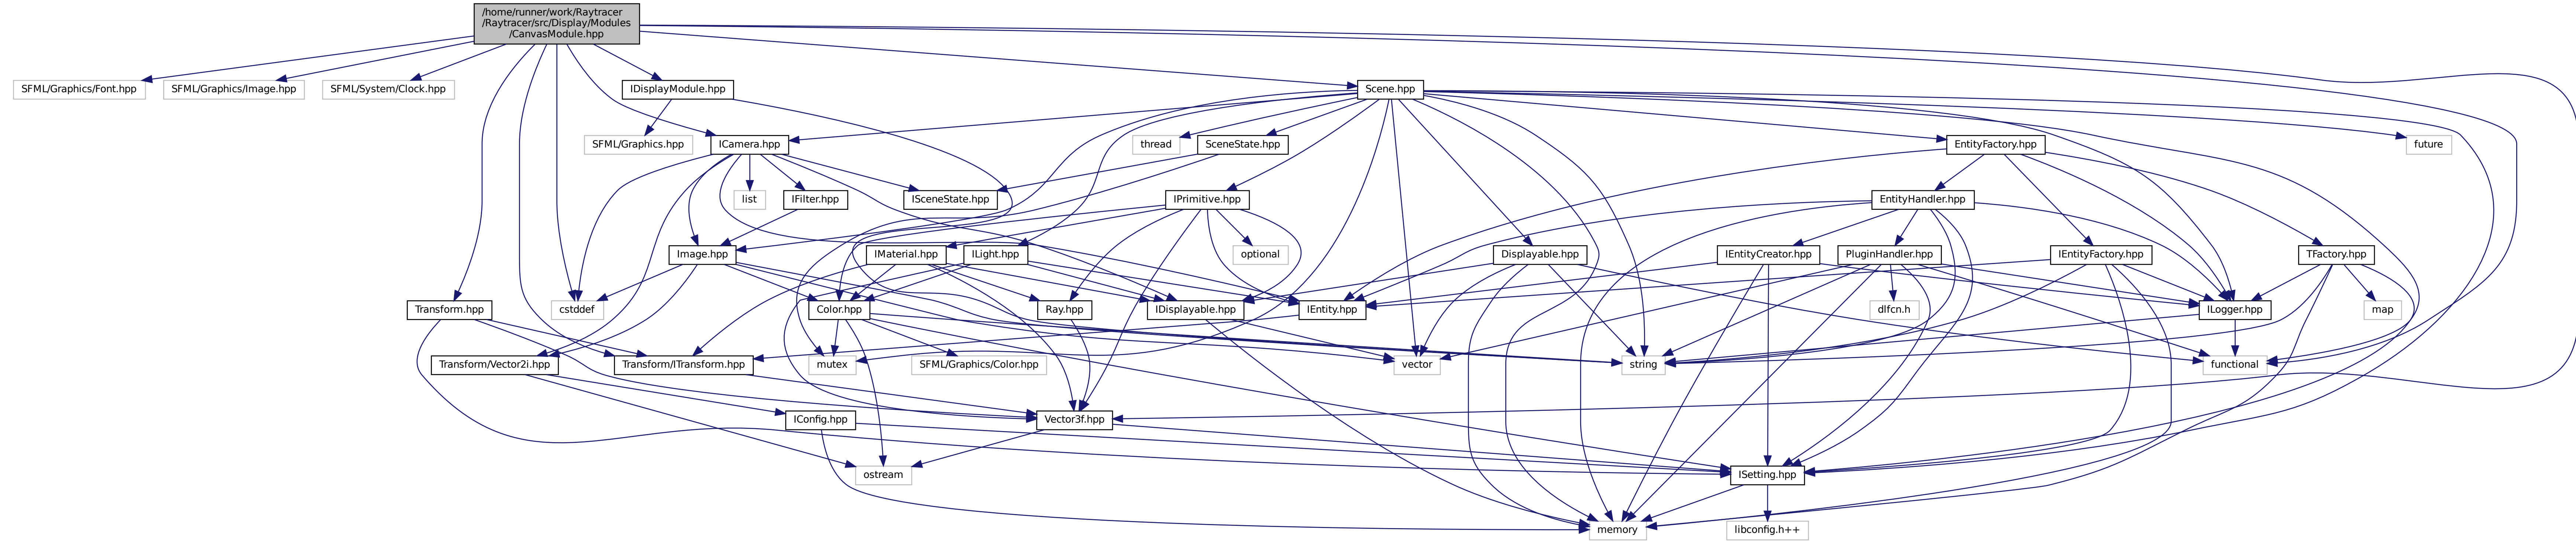 /home/runner/work/Raytracer
/Raytracer/src/Display/Modules
/CanvasModule.hpp
SFML/Graphics/Font.hpp
SFML/Graphics/Image.hpp
SFML/System/Clock.hpp
IDisplayModule.hpp
Scene.hpp
SFML/Graphics.hpp
ICamera.hpp
thread
SceneState.hpp
EntityFactory.hpp
future
list
IFilter.hpp
ISceneState.hpp
IPrimitive.hpp
EntityHandler.hpp
Image.hpp
IMaterial.hpp
ILight.hpp
optional
Displayable.hpp
IEntityCreator.hpp
PluginHandler.hpp
IEntityFactory.hpp
TFactory.hpp
Transform.hpp
cstddef
Color.hpp
Ray.hpp
IDisplayable.hpp
IEntity.hpp
dlfcn.h
ILogger.hpp
map
Transform/Vector2i.hpp
Transform/ITransform.hpp
mutex
SFML/Graphics/Color.hpp
vector
string
functional
IConfig.hpp
Vector3f.hpp
ostream
ISetting.hpp
memory
libconfig.h++